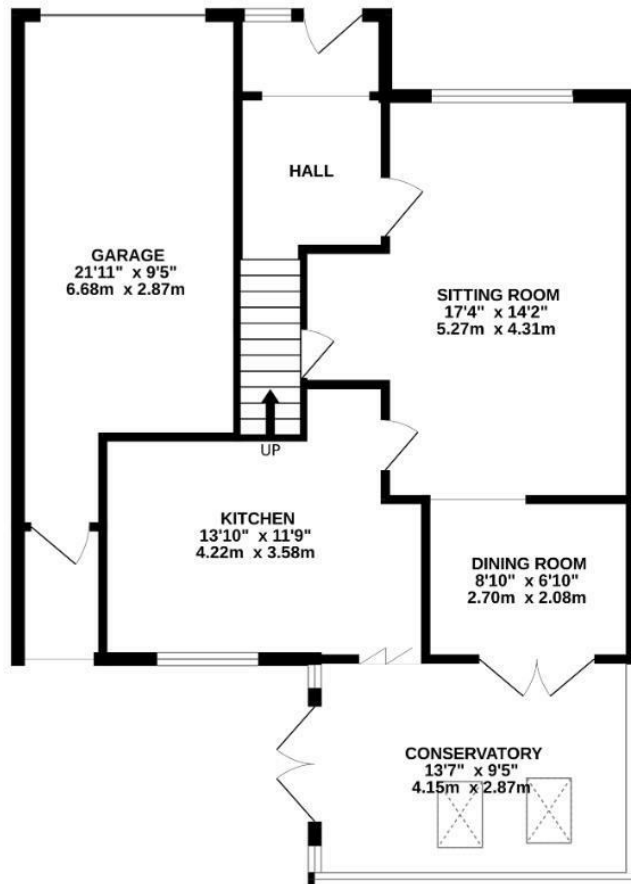 HALL
GARAGE
21'11" x 9'5"
6.68m x 2.87m
SITTING ROOM
17'4" x 14'2"
5.27m x 4.31m
UP
KITCHEN
13'10" x 11'9"
4.22m x 3.58m
DINING ROOM
8'10" x 6'10"
2.70m x 2.08m
CONSERVATORY
13'7" x 9'5"
4.15m x 2.87m